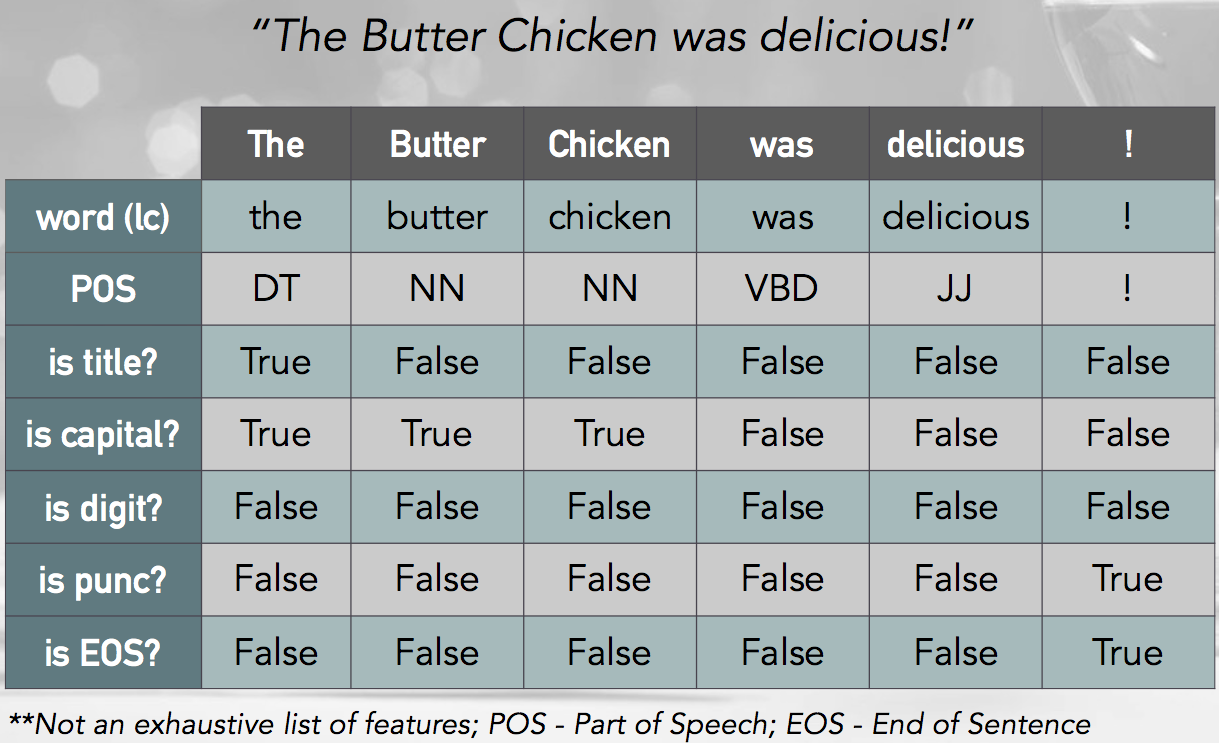 “The Butter Chicken was delicious!”
The Butter Chicken was delicious !
word (lc) the butter chicken was delicious !
POS DT NN NN VBD JJ !
is title? True False False False False False
is capital? True True True False False False
is digit? False False False False False False
is punc? False False False False False True
is EOS? False False False False False True
**Not an exhaustive list of features; POS - Part of Speech; EOS - End of Sentence